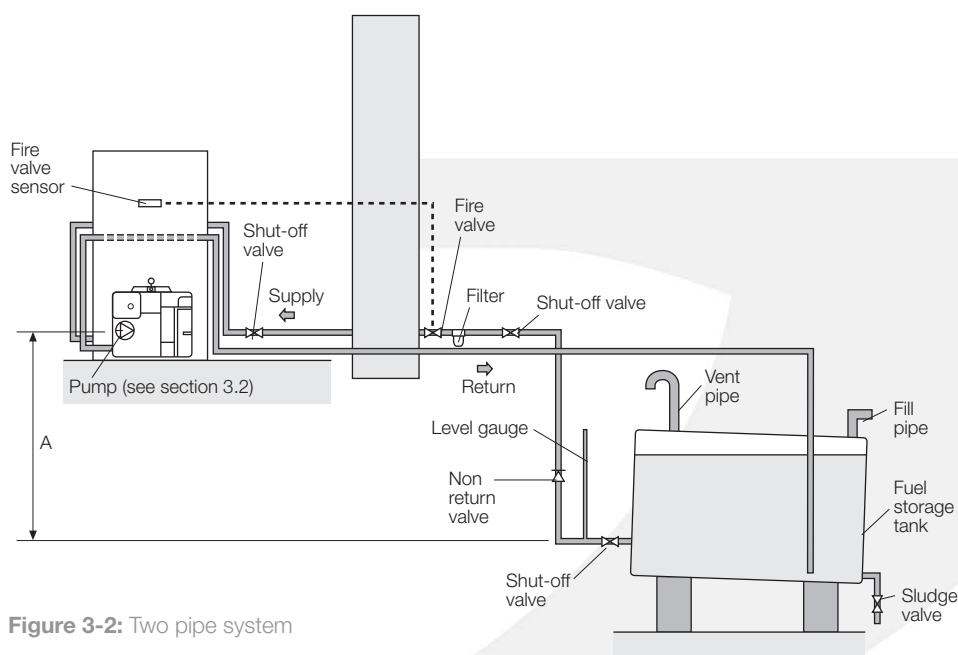 Fire
valve
sensor
Shut-off
valve
Supply
Fire
valve
Filter
Shut-off valve
Pump (see section 3.2)
Return
Vent
pipe
Fill
pipe
A
Level gauge
Non
return
valve
Fuel
storage
tank
Shut-off
valve
Sludge
valve
Figure 3-2: Two pipe system